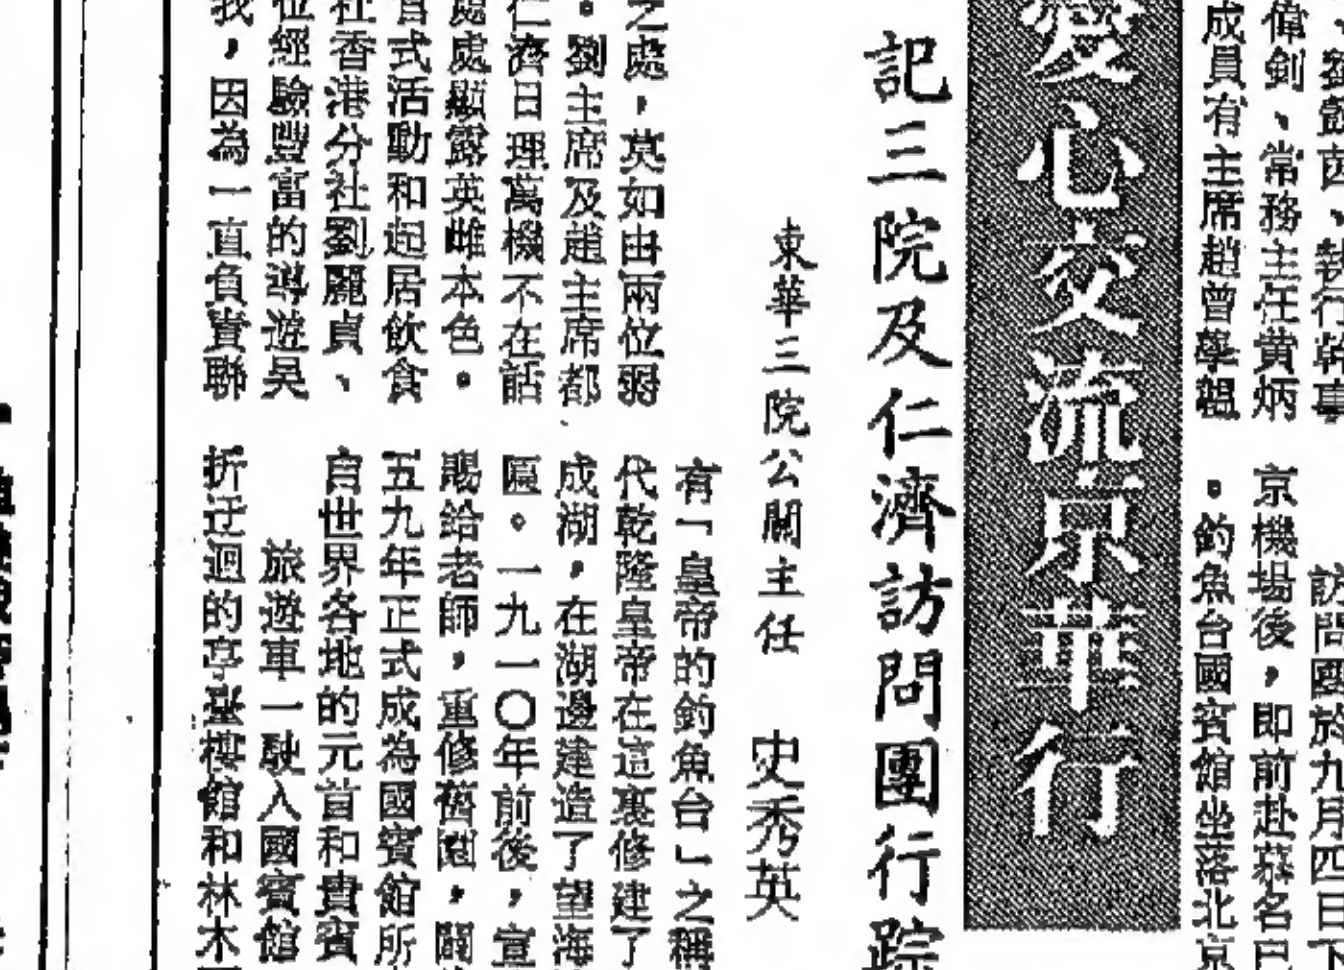 偉釗、常務主任黃炳
成員有主席趙曾學韞
訪問團於九月四日下
京機場後，即前赴慕名已
。釣魚台國賓館坐落北京
愛心交流京華行
記三院及仁濟訪問團行踪
東華三院公關主任 史秀英
之處，莫如由兩位弱
。劉主席及趙主席都
仁濟日理萬機不在話
處處顯露英雌本色。
官式活動和起居飲食
社香港分社劉麗貞、
位經驗豐富的導遊吳
我，因為一直負責聯
有「皇帝的釣魚台」之稱
代乾隆皇帝在這裏修建了
成湖，在湖邊建造了望海
區。一九一〇年前後，宣
賜給老師，重修舊園，闢
五九年正式成為國賓館所
自世界各地的元首和貴賓
旅遊車一駛入國賓館
折迂迴的亭臺樓館和林木